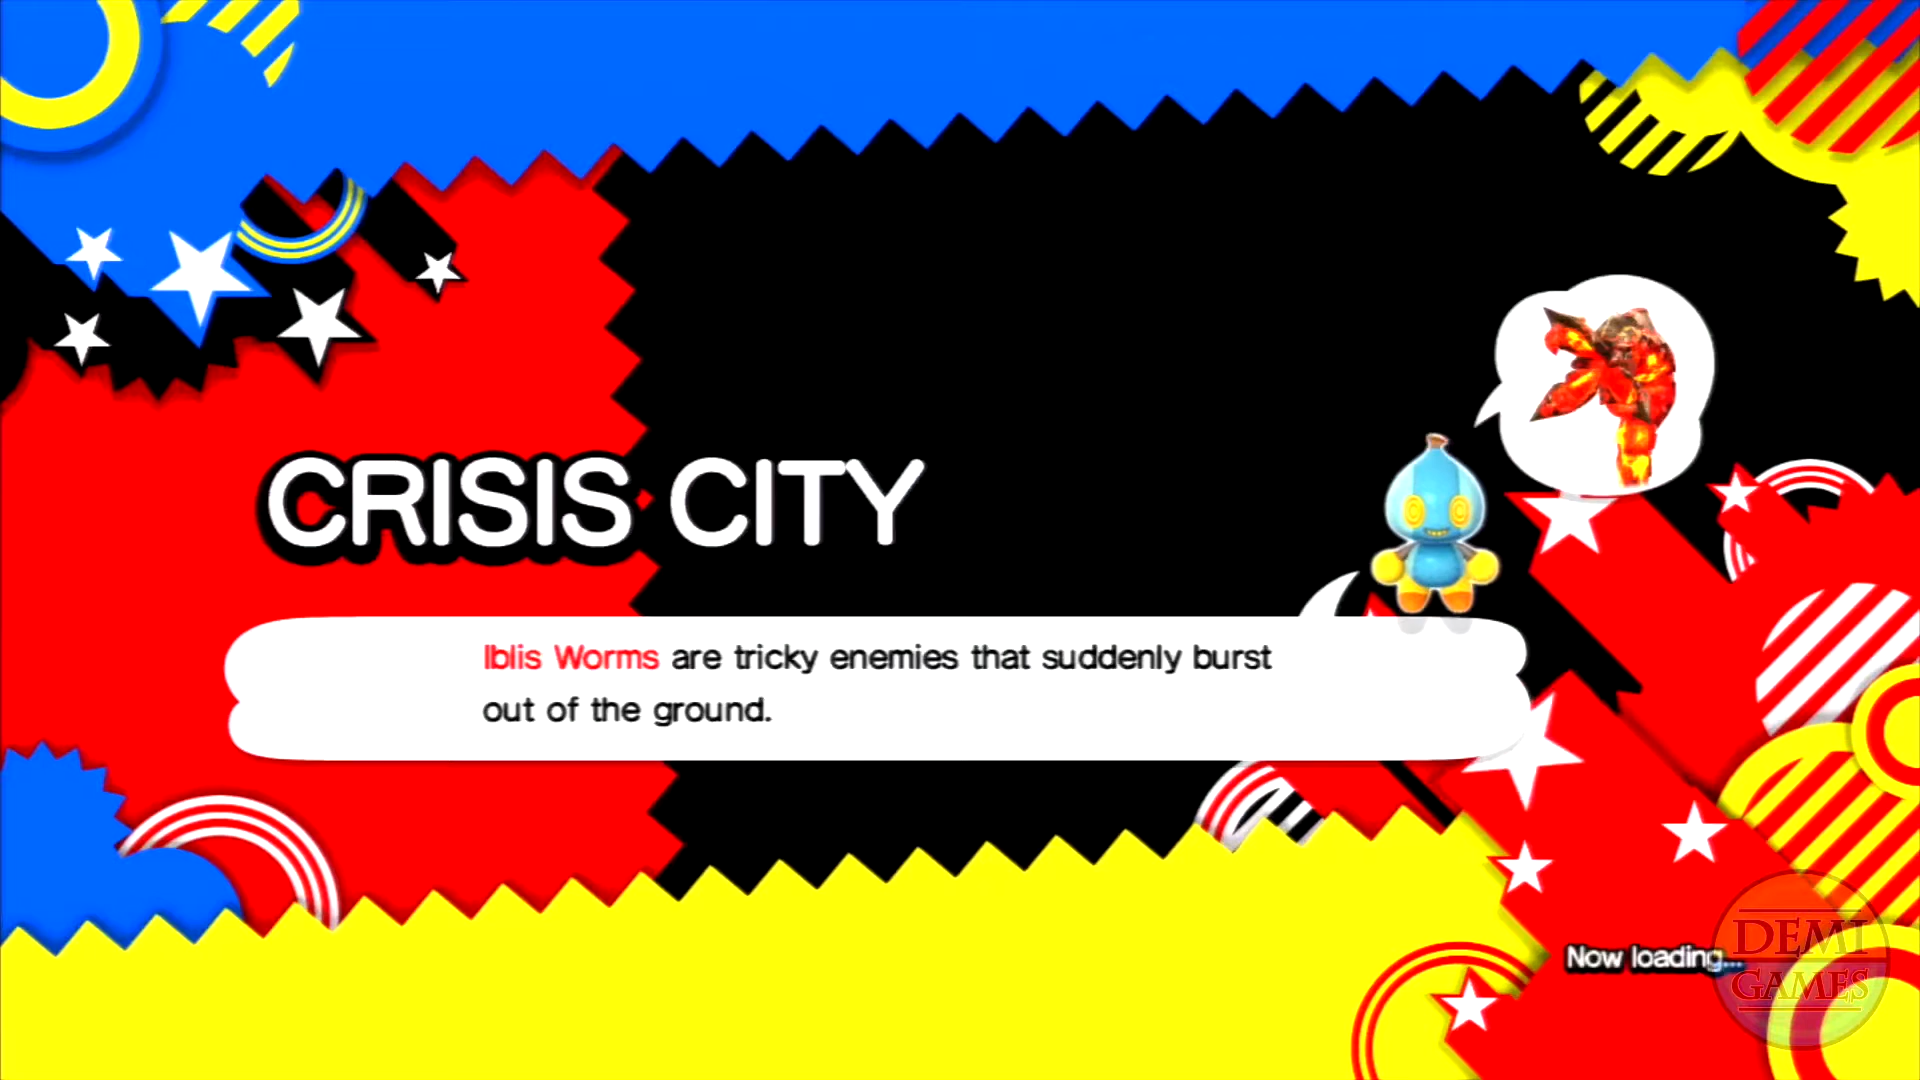 CRISIS CITY
Iblis Worms are tricky enemies that suddenly burst
out of the ground.
Now loading...
DEMI
GAMES